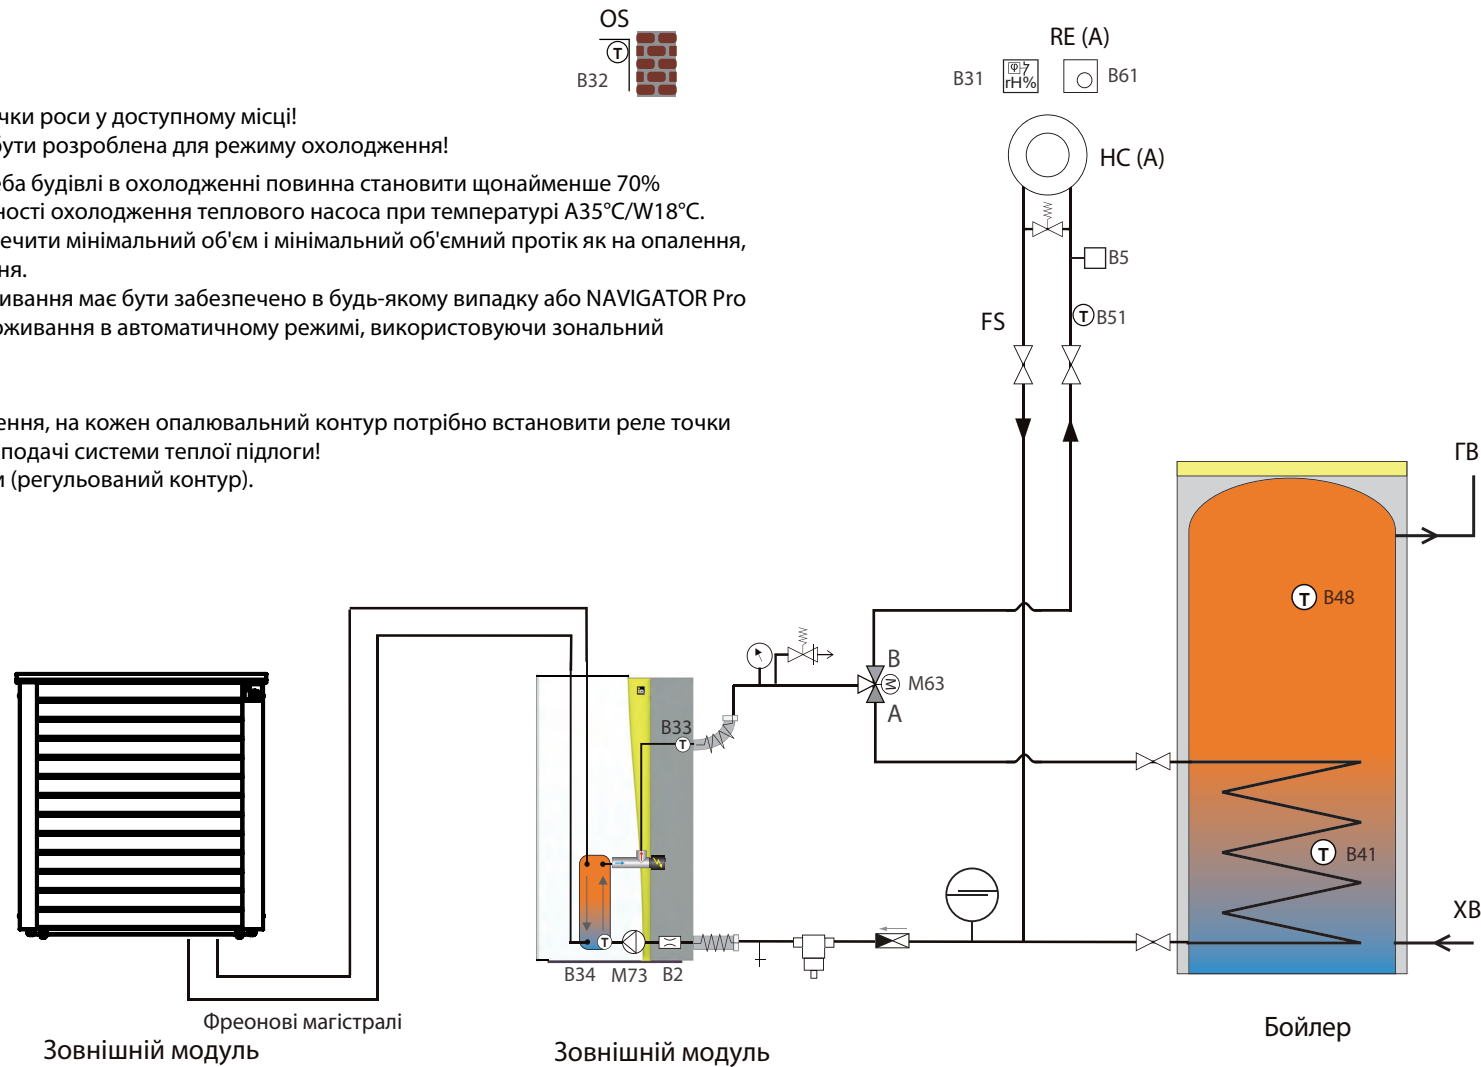 OS
T
B32
RE (A)
B31
φ
rH%
B61
HC (A)
чки роси у доступному місці!
бути розроблена для режиму охолодження!
еба будівлі в охолодженні повинна становити щонайменше 70%
ності охолодження теплового насоса при температурі A35°C/W18°C.
ечити мінімальний об'єм і мінімальний об'ємний протік як на опалення,
ня.
ивання має бути забезпечено в будь-якому випадку або NAVIGATOR Pro
оживання в автоматичному режимі, використовуючи зональний
B5
FS
T B51
ення, на кожен опалювальний контур потрібно встановити реле точки
подачі системи теплої підлоги!
и (регульований контур).
ГВ
T B48
B
M M63
A
B33
T
T B41
ХВ
T
B34 M73 B2
Фреонові магістралі
Зовнішній модуль
Зовнішній модуль
Бойлер